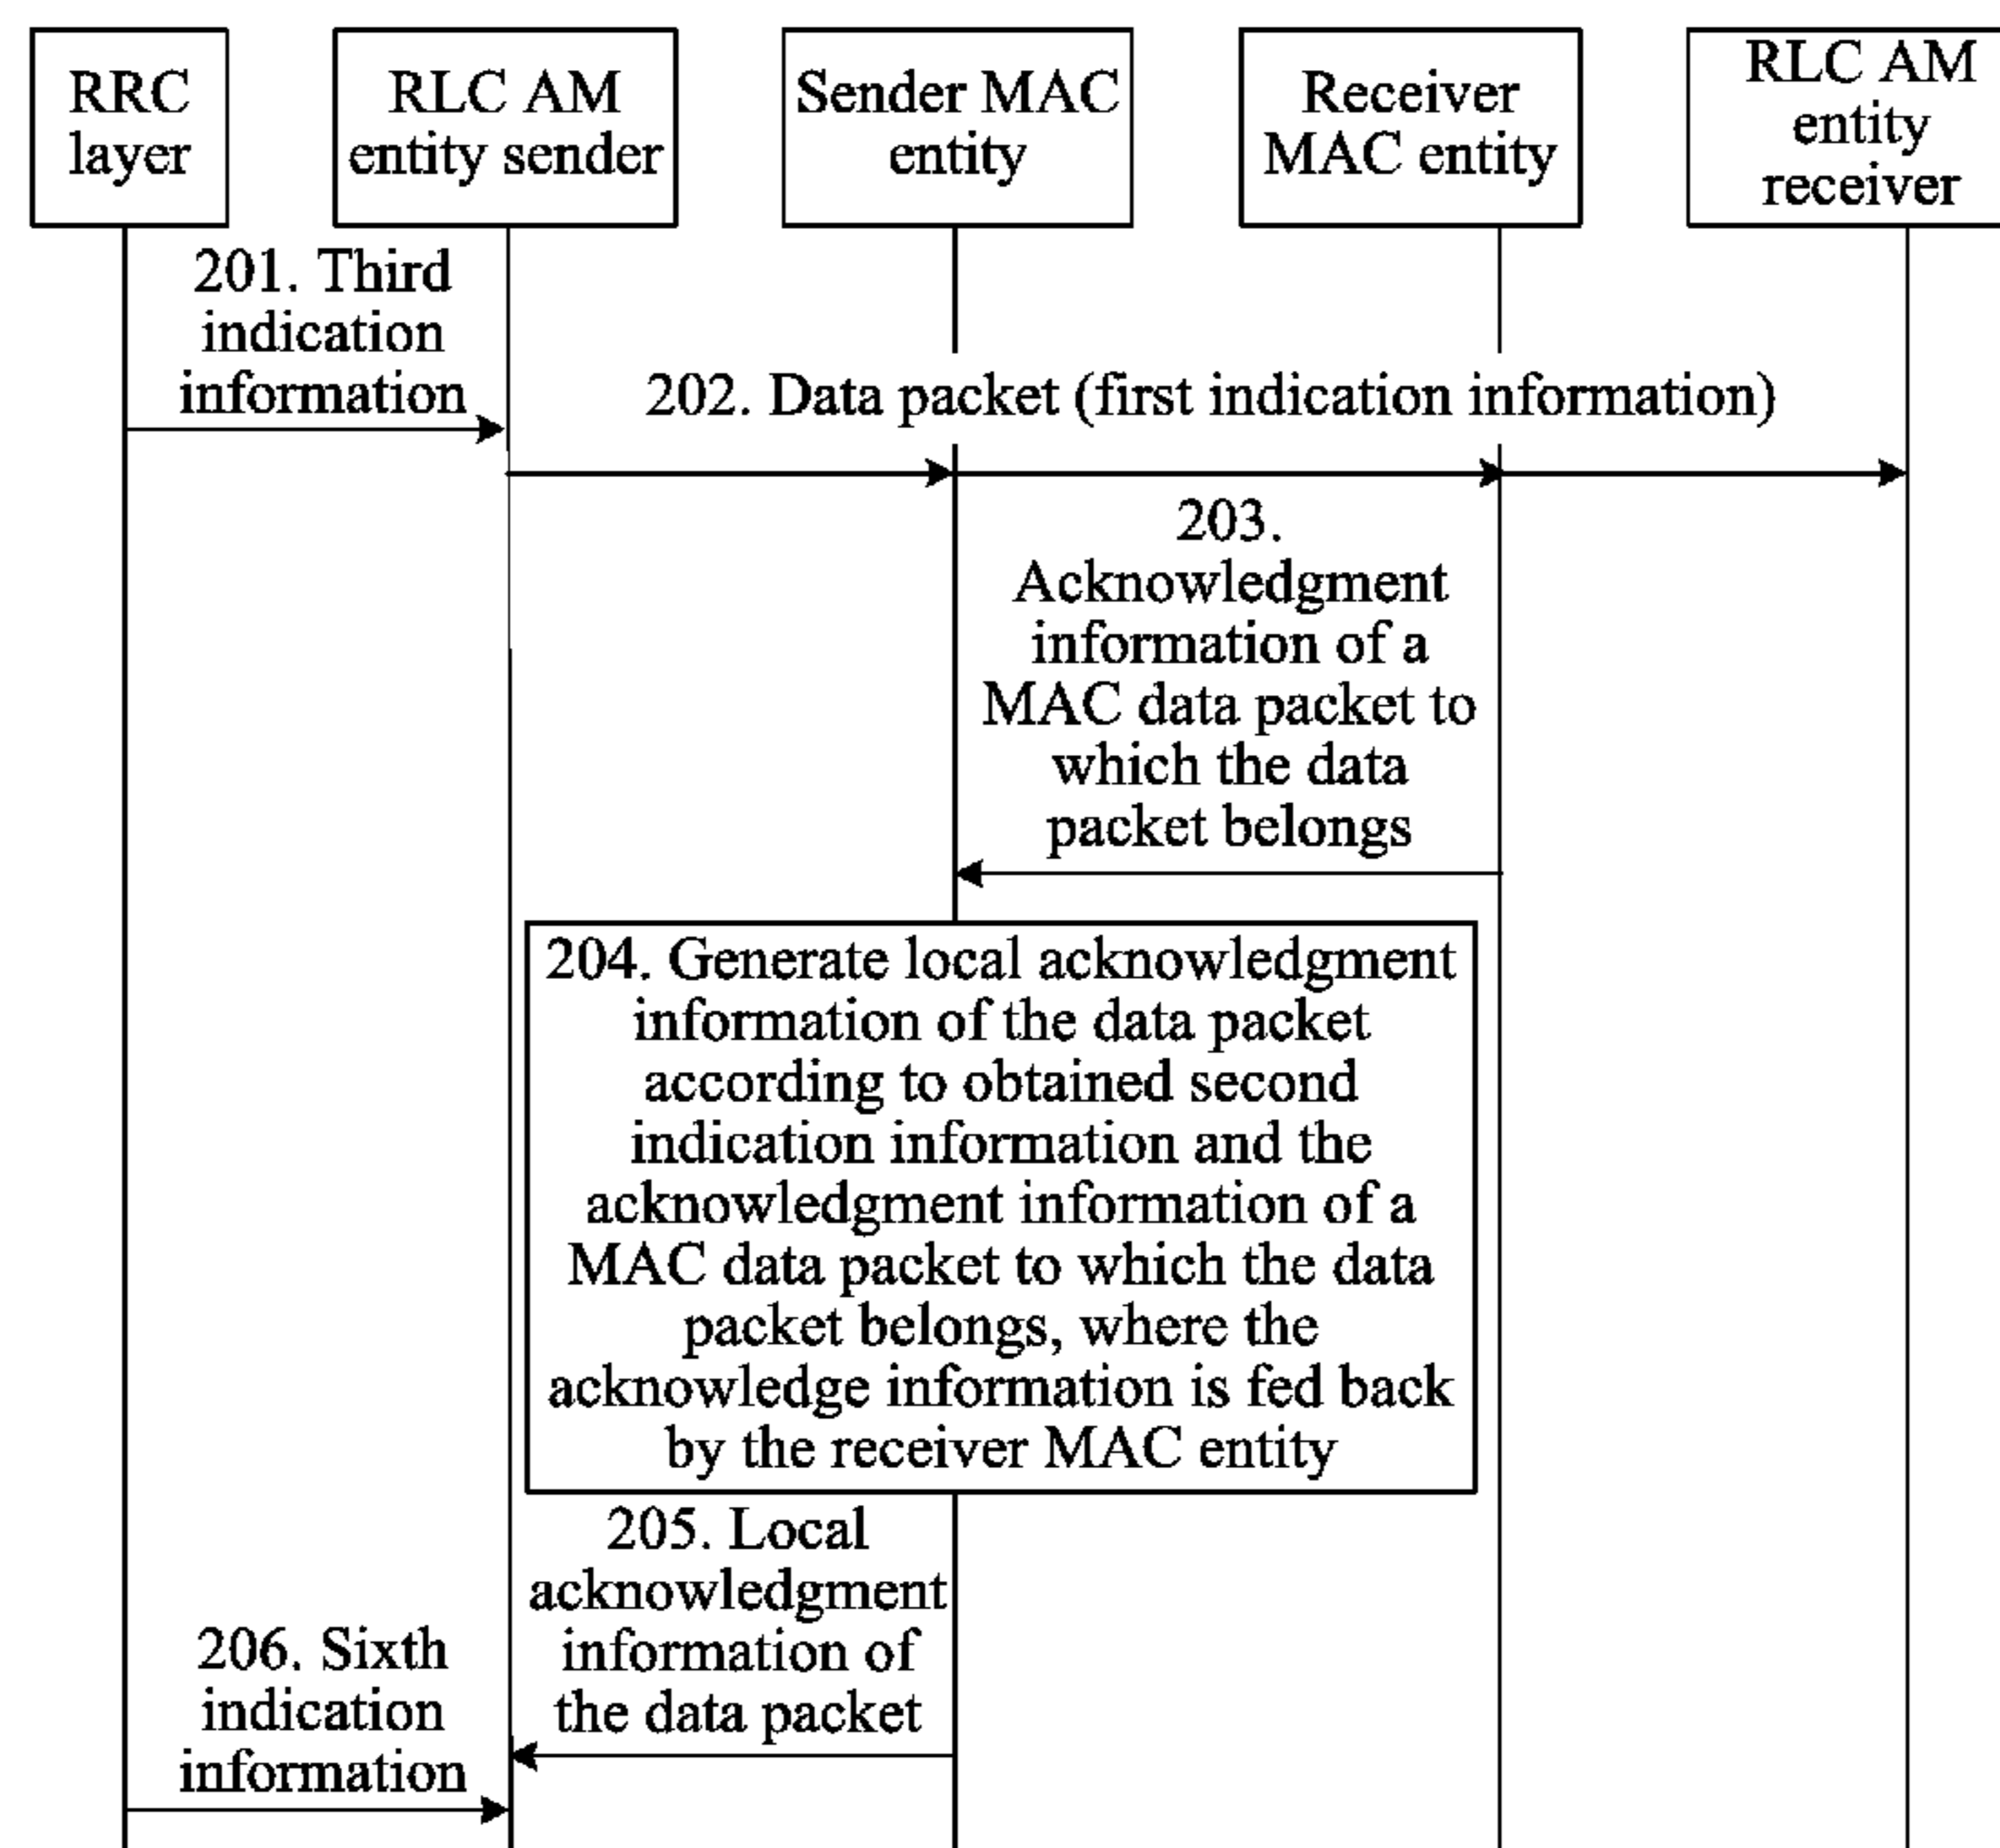 RRC
layer
RLC AM
entity sender
Sender MAC
entity
Receiver
MAC entity
RLC AM
entity
receiver
201. Third
indication
information
202. Data packet (first indication information)
203.
Acknowledgment
information of a
MAC data packet to
which the data
packet belongs
204. Generate local acknowledgment
information of the data packet
according to obtained second
indication information and the
acknowledgment information of a
MAC data packet to which the data
packet belongs, where the
acknowledge information is fed back
by the receiver MAC entity
205. Local
acknowledgment
information of
the data packet
206. Sixth
indication
information